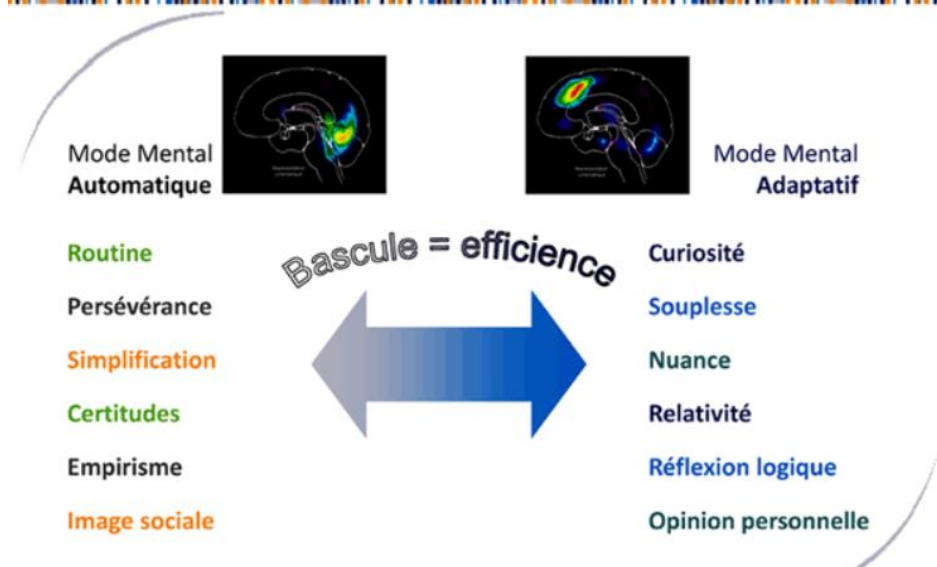 Mode Mental
Automatique
Mode Mental
Adaptatif
Bascule = efficience
Routine
Persévérance
Simplification
Certitudes
Empirisme
Image sociale
Curiosité
Souplesse
Nuance
Relativité
Réflexion logique
Opinion personnelle